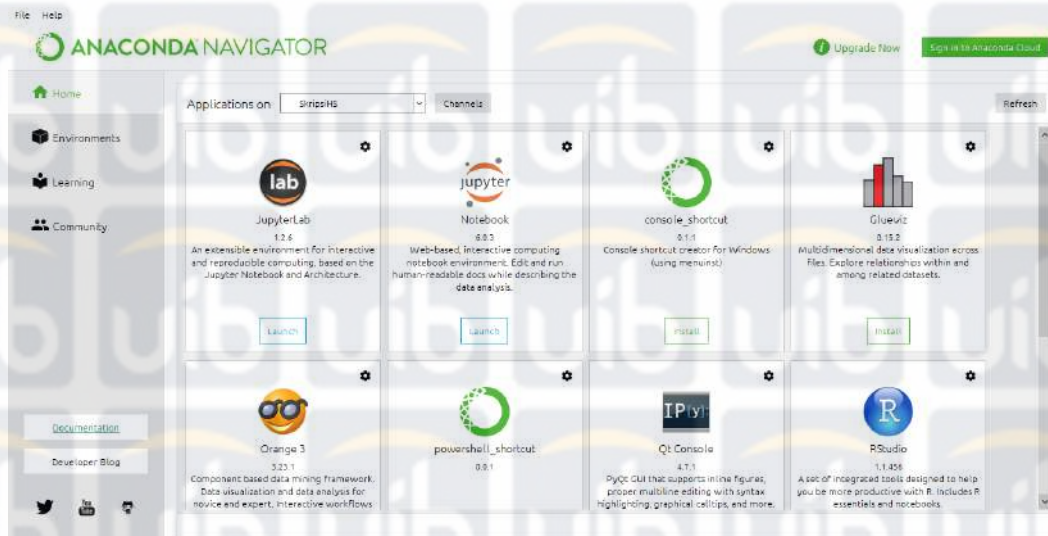 File Help
ANACONDA NAVIGATOR
Upgrade Now
Sign in to Anaconda Cloud
Home
Environments
Learning
Community
Documentation
Developer Blog
Applications on SkripsiHS Channels
Refresh
lab
JupyterLab
1.2.6
An extensible environment for interactive
and reproducible computing, based on the
Jupyter Notebook and Architecture.
Launch
jupyter
Notebook
6.0.3
Web-based, interactive computing
notebook environment. Edit and run
human-readable docs while describing the
data analysis.
Launch
console_shortcut
0.1.1
Console shortcut creator for Windows
(using menuinst)
Install
Glueviz
0.15.2
Multidimensional data visualization across
files. Explore relationships within and
among related datasets.
Install
Orange 3
3.23.1
Component based data mining framework.
Data visualization and data analysis for
novice and expert. Interactive workflows
powershell_shortcut
0.0.1
IP[y]:
Qt Console
4.7.1
PyQt GUI that supports inline figures,
proper multiline editing with syntax
highlighting, graphical calltips, and more.
R
RStudio
1.1.456
A set of integrated tools designed to help
you be more productive with R. Includes R
essentials and notebooks.